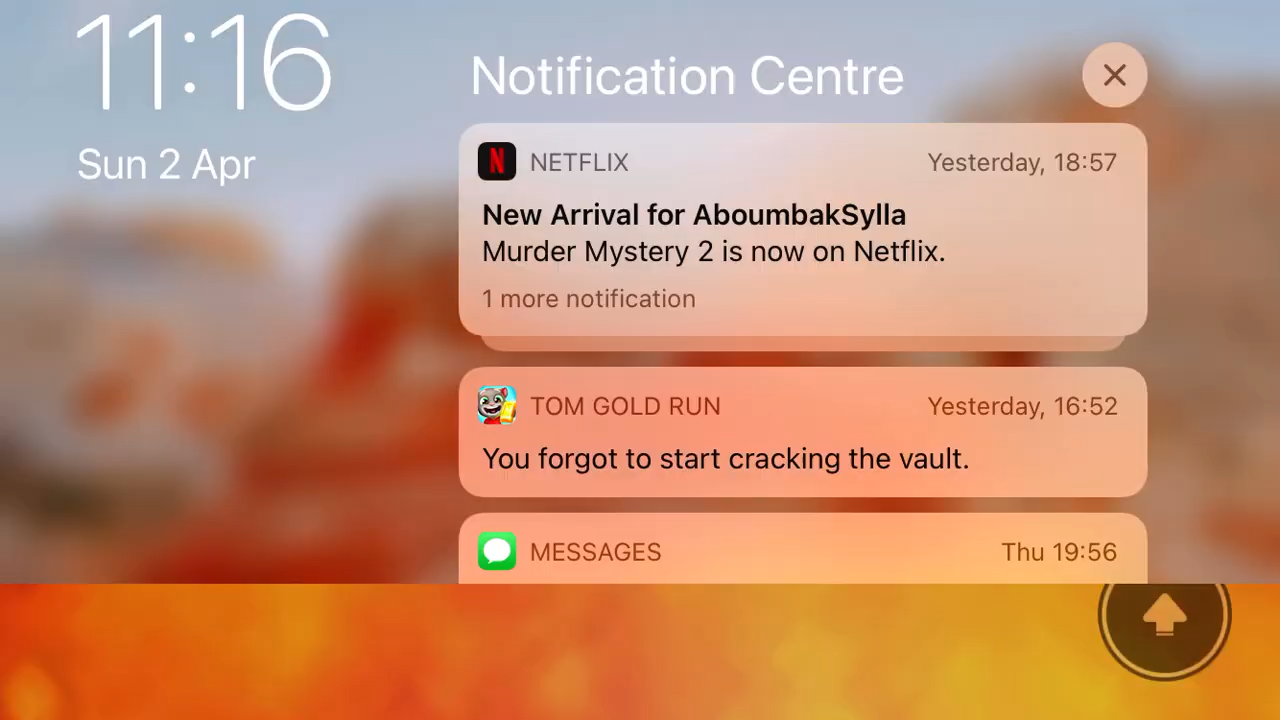 11:16
Sun 2 Apr
Notification Centre
NETFLIX
Yesterday, 18:57
New Arrival for AboumbakSylla
Murder Mystery 2 is now on Netflix.
1 more notification
TOM GOLD RUN
Yesterday, 16:52
You forgot to start cracking the vault.
MESSAGES
Thu 19:56